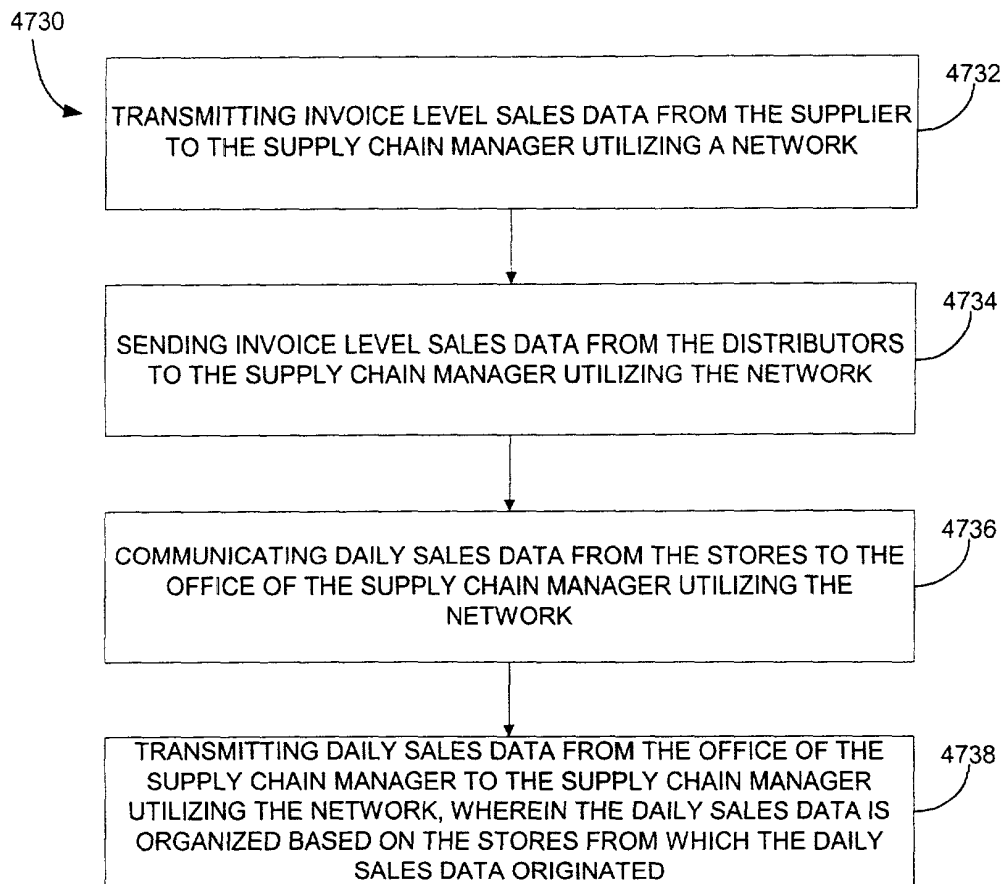 4730
4732
TRANSMITTING INVOICE LEVEL SALES DATA FROM THE SUPPLIER
TO THE SUPPLY CHAIN MANAGER UTILIZING A NETWORK
4734
SENDING INVOICE LEVEL SALES DATA FROM THE DISTRIBUTORS
TO THE SUPPLY CHAIN MANAGER UTILIZING THE NETWORK
4736
COMMUNICATING DAILY SALES DATA FROM THE STORES TO THE
OFFICE OF THE SUPPLY CHAIN MANAGER UTILIZING THE
NETWORK
4738
TRANSMITTING DAILY SALES DATA FROM THE OFFICE OF THE
SUPPLY CHAIN MANAGER TO THE SUPPLY CHAIN MANAGER
UTILIZING THE NETWORK, WHEREIN THE DAILY SALES DATA IS
ORGANIZED BASED ON THE STORES FROM WHICH THE DAILY
SALES DATA ORIGINATED